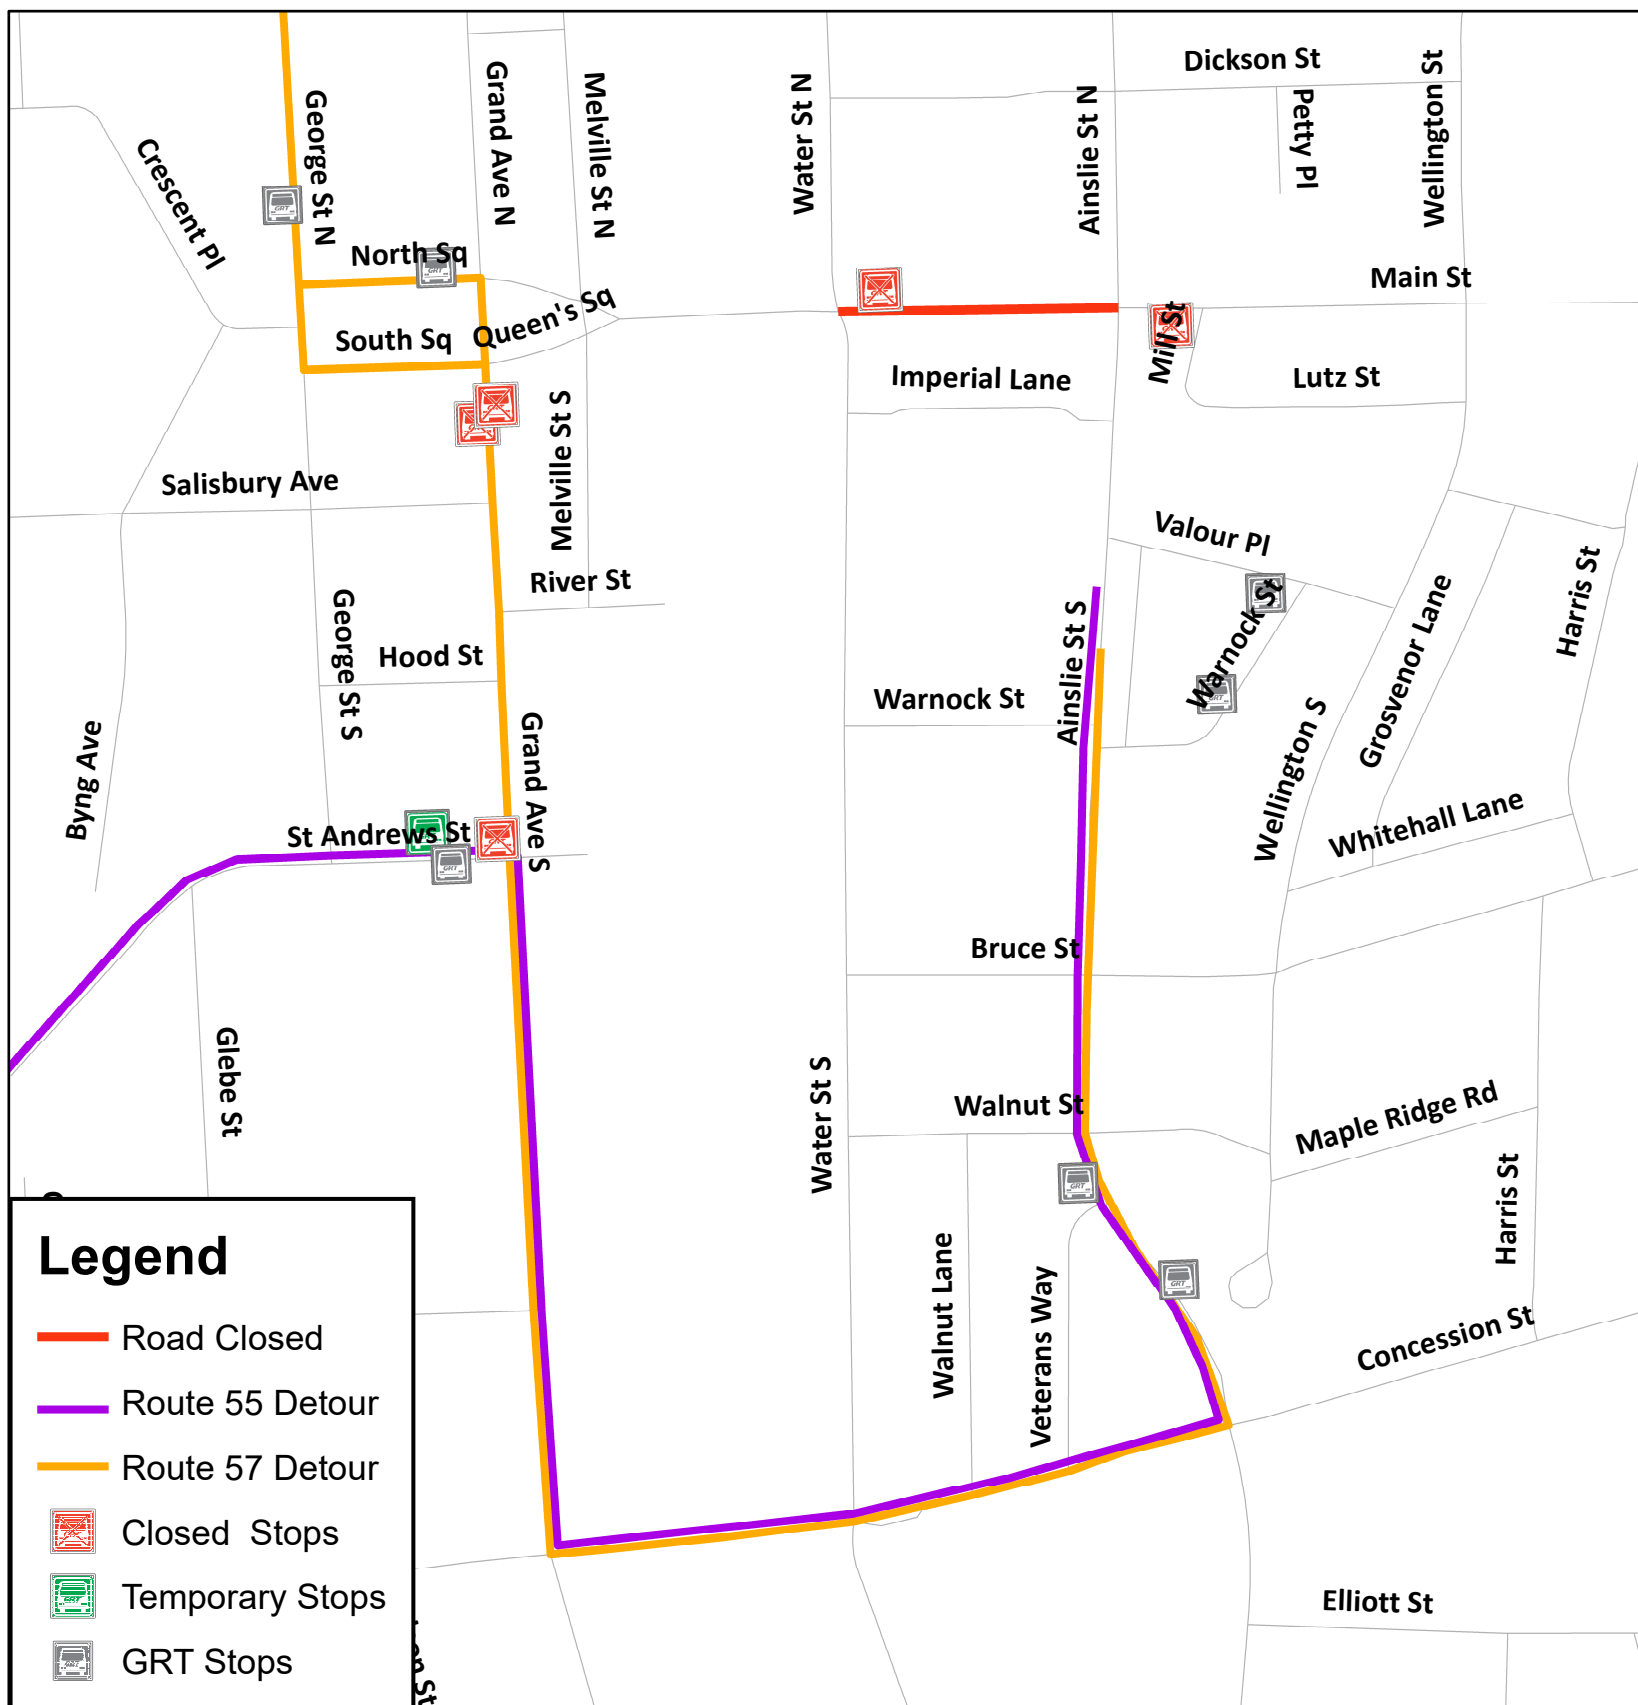 Dickson St
Wellington St
Petty Pl
Ainslie St N
Water St N
Melville St N
Grand Ave N
George St N
Crescent Pl
North Sq
GRT
Queen's Sq
South Sq
Main St
Mill St
Imperial Lane
Lutz St
Melville St S
Salisbury Ave
Valour Pl
River St
Harris St
Warnock St
GRT
Grosvenor Lane
George St S
Hood St
Ainslie St S
Warnock St
Wellington S
Byng Ave
Grand Ave S
St Andrews St
GRT
Whitehall Lane
Bruce St
Glebe St
Water St S
Walnut St
Maple Ridge Rd
Harris St
GRT
GRT
Walnut Lane
Veterans Way
Concession St
Elliott St
Legend
Road Closed
Route 55 Detour
Route 57 Detour
Closed Stops
Temporary Stops
GRT Stops